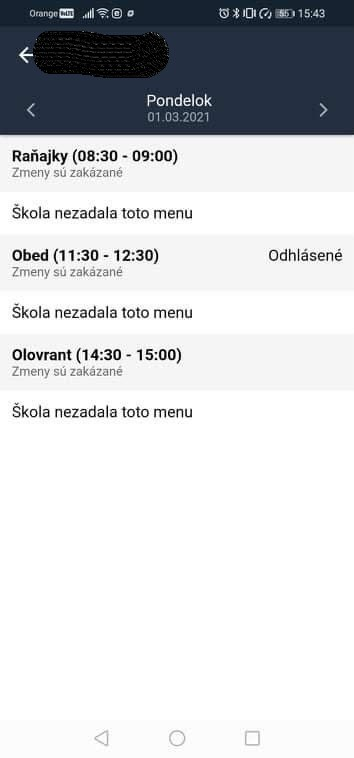 Orange VoLTE 55 15:43
Pondelok
01.03.2021
Raňajky (08:30 - 09:00)
Zmeny sú zakázané
Škola nezadala toto menu
Obed (11:30 - 12:30) Odhlásené
Zmeny sú zakázané
Škola nezadala toto menu
Olovrant (14:30 - 15:00)
Zmeny sú zakázané
Škola nezadala toto menu